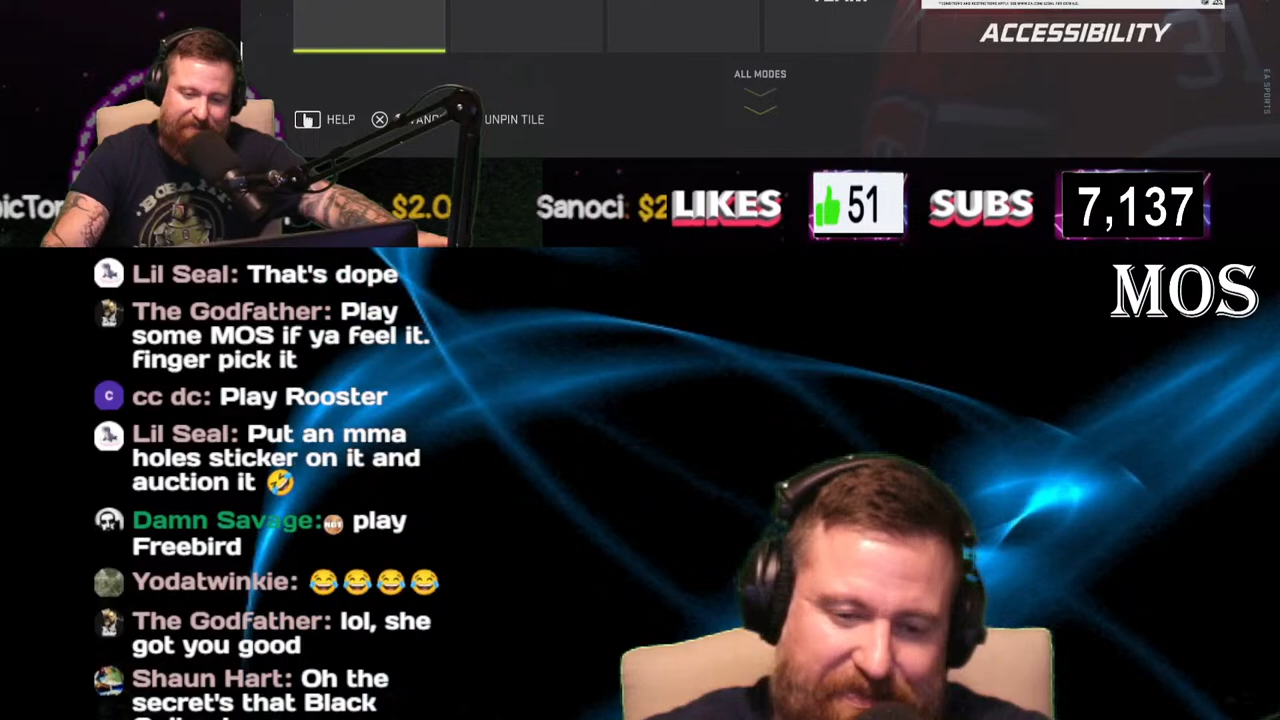 ACCESSIBILITY
ALL MODES
HELP
UNPIN TILE
EA SPORTS
$2.0
Sanoci
$2
LIKES
51
SUBS
7,137
MOS
Lil Seal: That's dope
The Godfather: Play
some MOS if ya feel it.
finger pick it
C
cc dc: Play Rooster
Lil Seal: Put an mma
holes sticker on it and
auction it 🤣
Damn Savage: play
Freebird
Yodatwinkie: 😂😂😂😂
The Godfather: lol, she
got you good
Shaun Hart: Oh the
secret's that Black